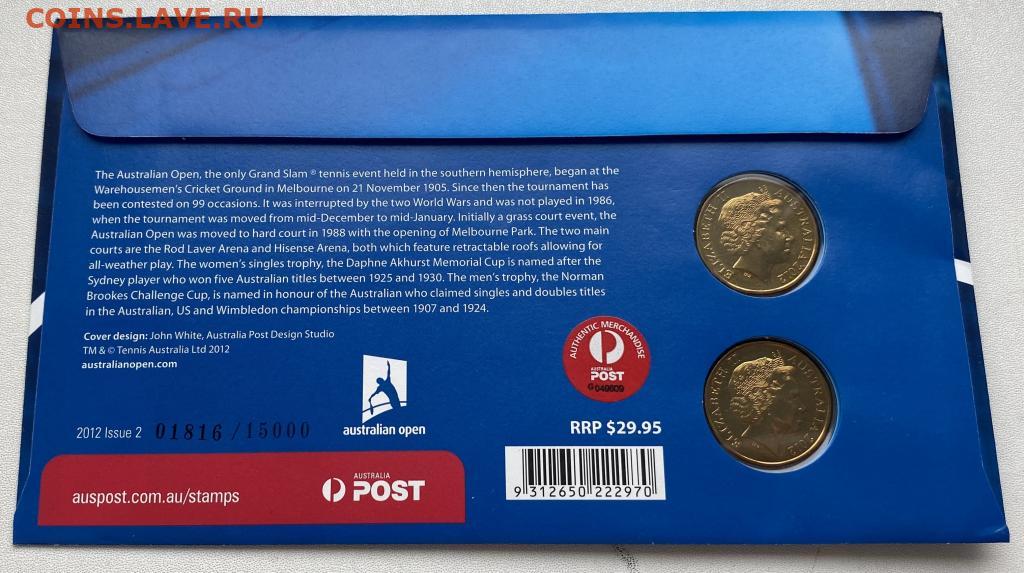 COINS.LAVE.RU
The Australian Open, the only Grand Slam ® tennis event held in the southern hemisphere, began at the
Warehousemen's Cricket Ground in Melbourne on 21 November 1905. Since then the tournament has
been contested on 99 occasions. It was interrupted by the two World Wars and was not played in 1986,
when the tournament was moved from mid-December to mid-January. Initially a grass court event, the
Australian Open was moved to hard court in 1988 with the opening of Melbourne Park. The two main
courts are the Rod Laver Arena and Hisense Arena, both which feature retractable roofs allowing for
all-weather play. The women's singles trophy, the Daphne Akhurst Memorial Cup is named after the
Sydney player who won five Australian titles between 1925 and 1930. The men's trophy, the Norman
Brookes Challenge Cup, is named in honour of the Australian who claimed singles and doubles titles
in the Australian, US and Wimbledon championships between 1907 and 1924.
Cover design: John White, Australia Post Design Studio
TM & © Tennis Australia Ltd 2012
australianopen.com
2012 Issue 2 01816/15000
australian open
auspost.com.au/stamps
AUSTRALIA
POST
AUTHENTIC MERCHANDISE
AUSTRALIA
POST
G 049609
RRP $29.95
9 312650 222970
ELIZABETH II AUSTRALIA 2012
ELIZABETH II AUSTRALIA 2012